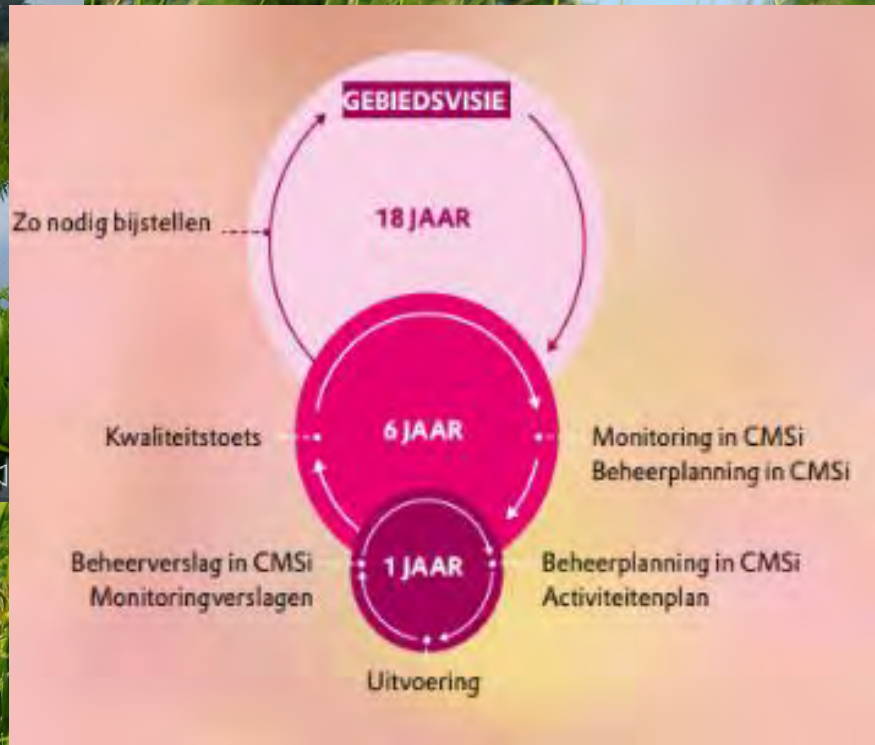 GEBIEDSVISIE
18 JAAR
Zo nodig bijstellen
6 JAAR
Kwaliteitstoets
Monitoring in CMSi
Beheerplanning in CMSi
1 JAAR
Beheerverslag in CMSi
Monitoringverslagen
Beheerplanning in CMSi
Activiteitenplan
Uitvoering